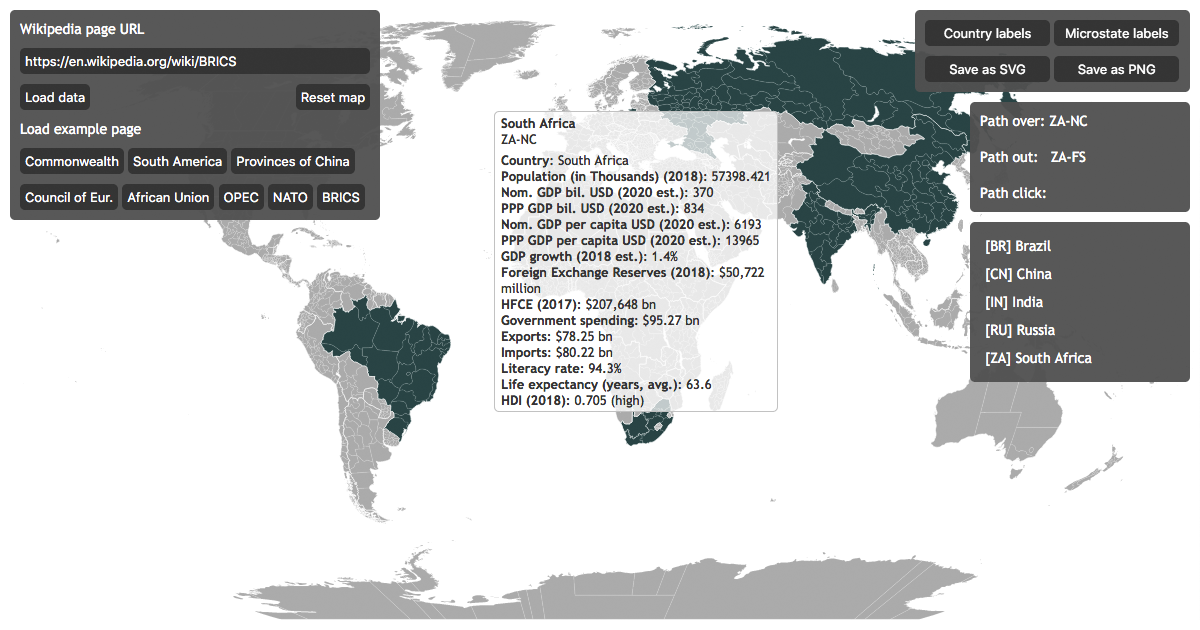 Wikipedia page URL
https://en.wikipedia.org/wiki/BRICS
Load data Reset map
Load example page
Commonwealth South America Provinces of China
Council of Eur. African Union OPEC NATO BRICS
South Africa
ZA-NC
Country: South Africa
Population (in Thousands) (2018): 57398.421
Nom. GDP bil. USD (2020 est.): 370
PPP GDP bil. USD (2020 est.): 834
Nom. GDP per capita USD (2020 est.): 6193
PPP GDP per capita USD (2020 est.): 13965
GDP growth (2018 est.): 1.4%
Foreign Exchange Reserves (2018): $50,722
million
HFCE (2017): $207,648 bn
Government spending: $95.27 bn
Exports: $78.25 bn
Imports: $80.22 bn
Literacy rate: 94.3%
Life expectancy (years, avg.): 63.6
HDI (2018): 0.705 (high)
Country labels Microstate labels
Save as SVG Save as PNG
Path over: ZA-NC
Path out: ZA-FS
Path click:
[BR] Brazil
[CN] China
[IN] India
[RU] Russia
[ZA] South Africa